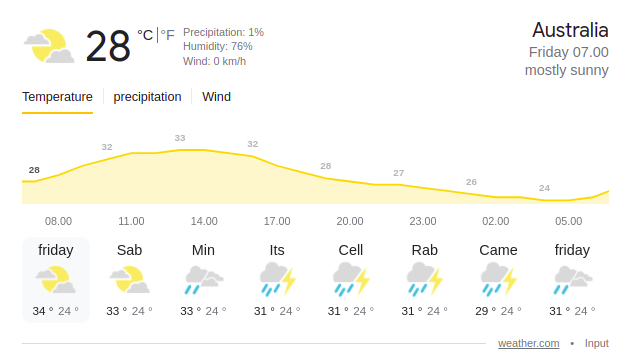 28 °C | °F
Precipitation: 1%
Humidity: 76%
Wind: 0 km/h
Australia
Friday 07.00
mostly sunny
Temperature | precipitation | Wind
28 32 33 32 28 27 26 24
08.00 11.00 14.00 17.00 20.00 23.00 02.00 05.00
friday Sab Min Its Cell Rab Came friday
34 ° 24 ° 33 ° 24 ° 33 ° 24 ° 31 ° 24 ° 31 ° 24 ° 31 ° 24 ° 29 ° 24 ° 31 ° 24 °
weather.com • Input